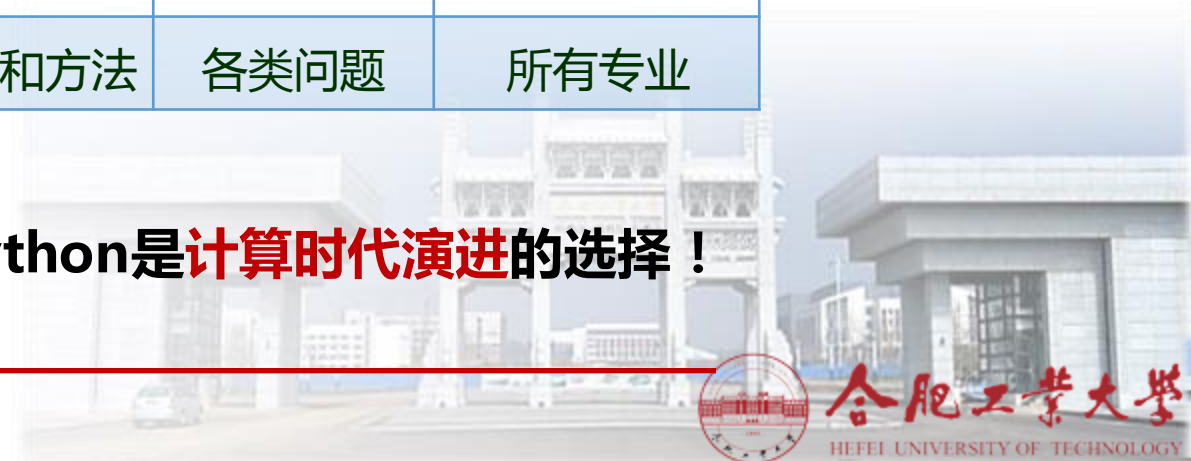 和方法 各类问题 所有专业
ython是计算时代演进的选择！
合肥工業大學
HEFEI UNIVERSITY OF TECHNOLOGY